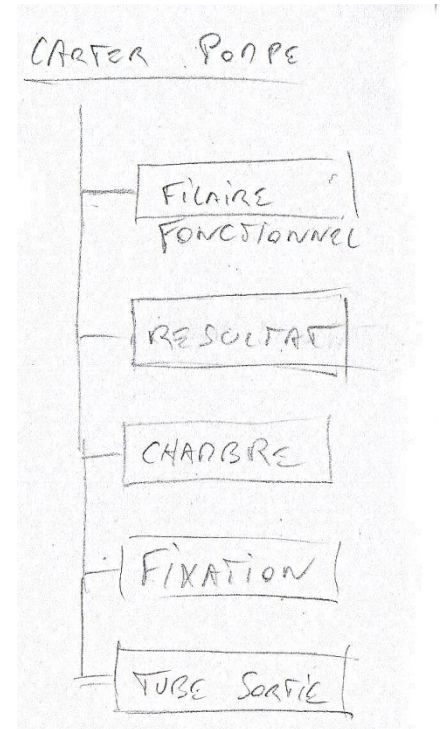 CARTER POMPE
FILAIRE
FONCTIONNEL
RESULTAT
CHAMBRE
FIXATION
TUBE SORTIE